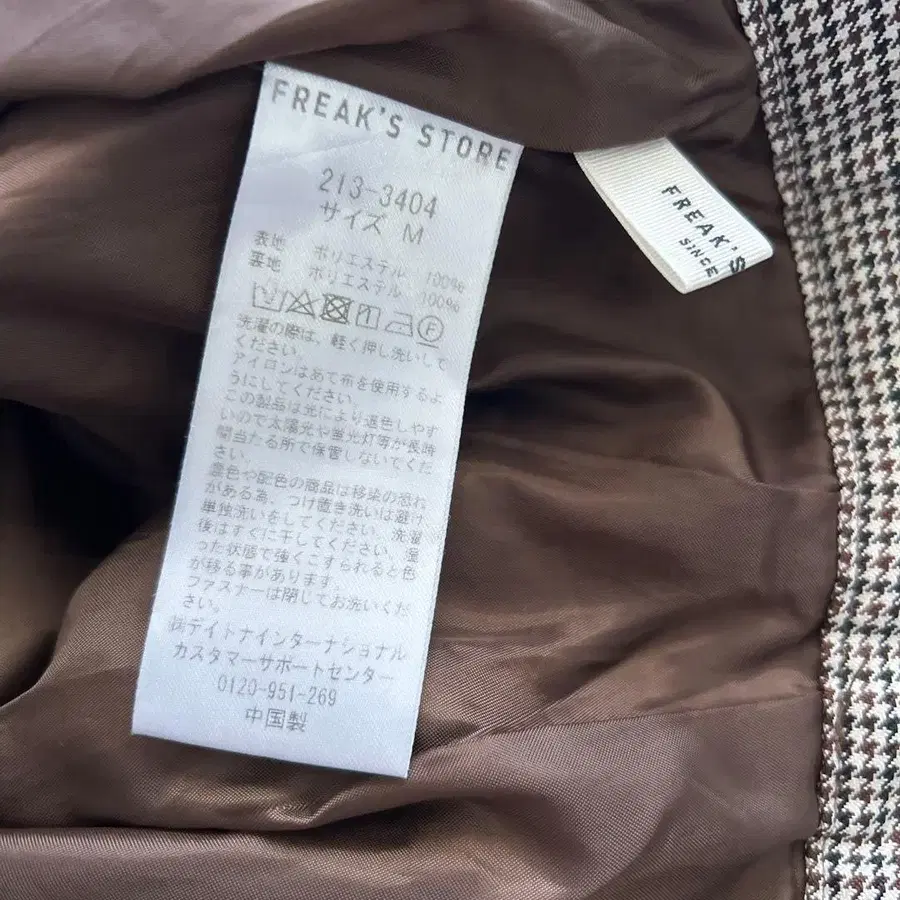 FREAK'S STORE
213-3404
サイズ M
表地 ポリエステル 100%
裏地 ポリエステル 100%
洗濯の際は、軽く押し洗いして
ください。
アイロンはあて布を使用するよ
うにしてください。
この製品は光により退色しやす
いので太陽光や蛍光灯等が長時
間当たる所で保管しないでくだ
さい。
濃色や配色の商品は移染の恐れ
がある為、つけ置き洗いは避け
単独洗いをしてください。洗濯
後はすぐに干してください。湿
った状態で強くこすられると色
が移る事があります。
ファスナーは閉じてお洗いくだ
さい。
㈱デイトナインターナショナル
カスタマーサポートセンター
0120-951-269
中国製
FREAK'S
SINCE